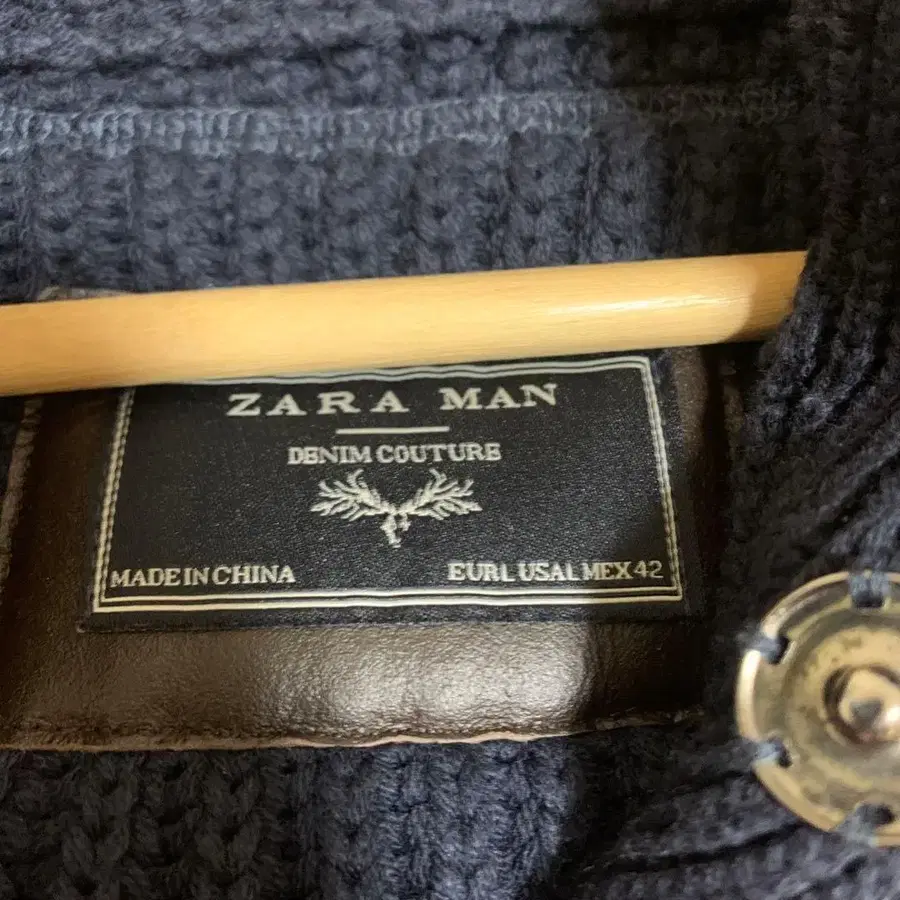 ZARA MAN
DENIM COUTURE
MADE IN CHINA
EUR L USA L MEX 42